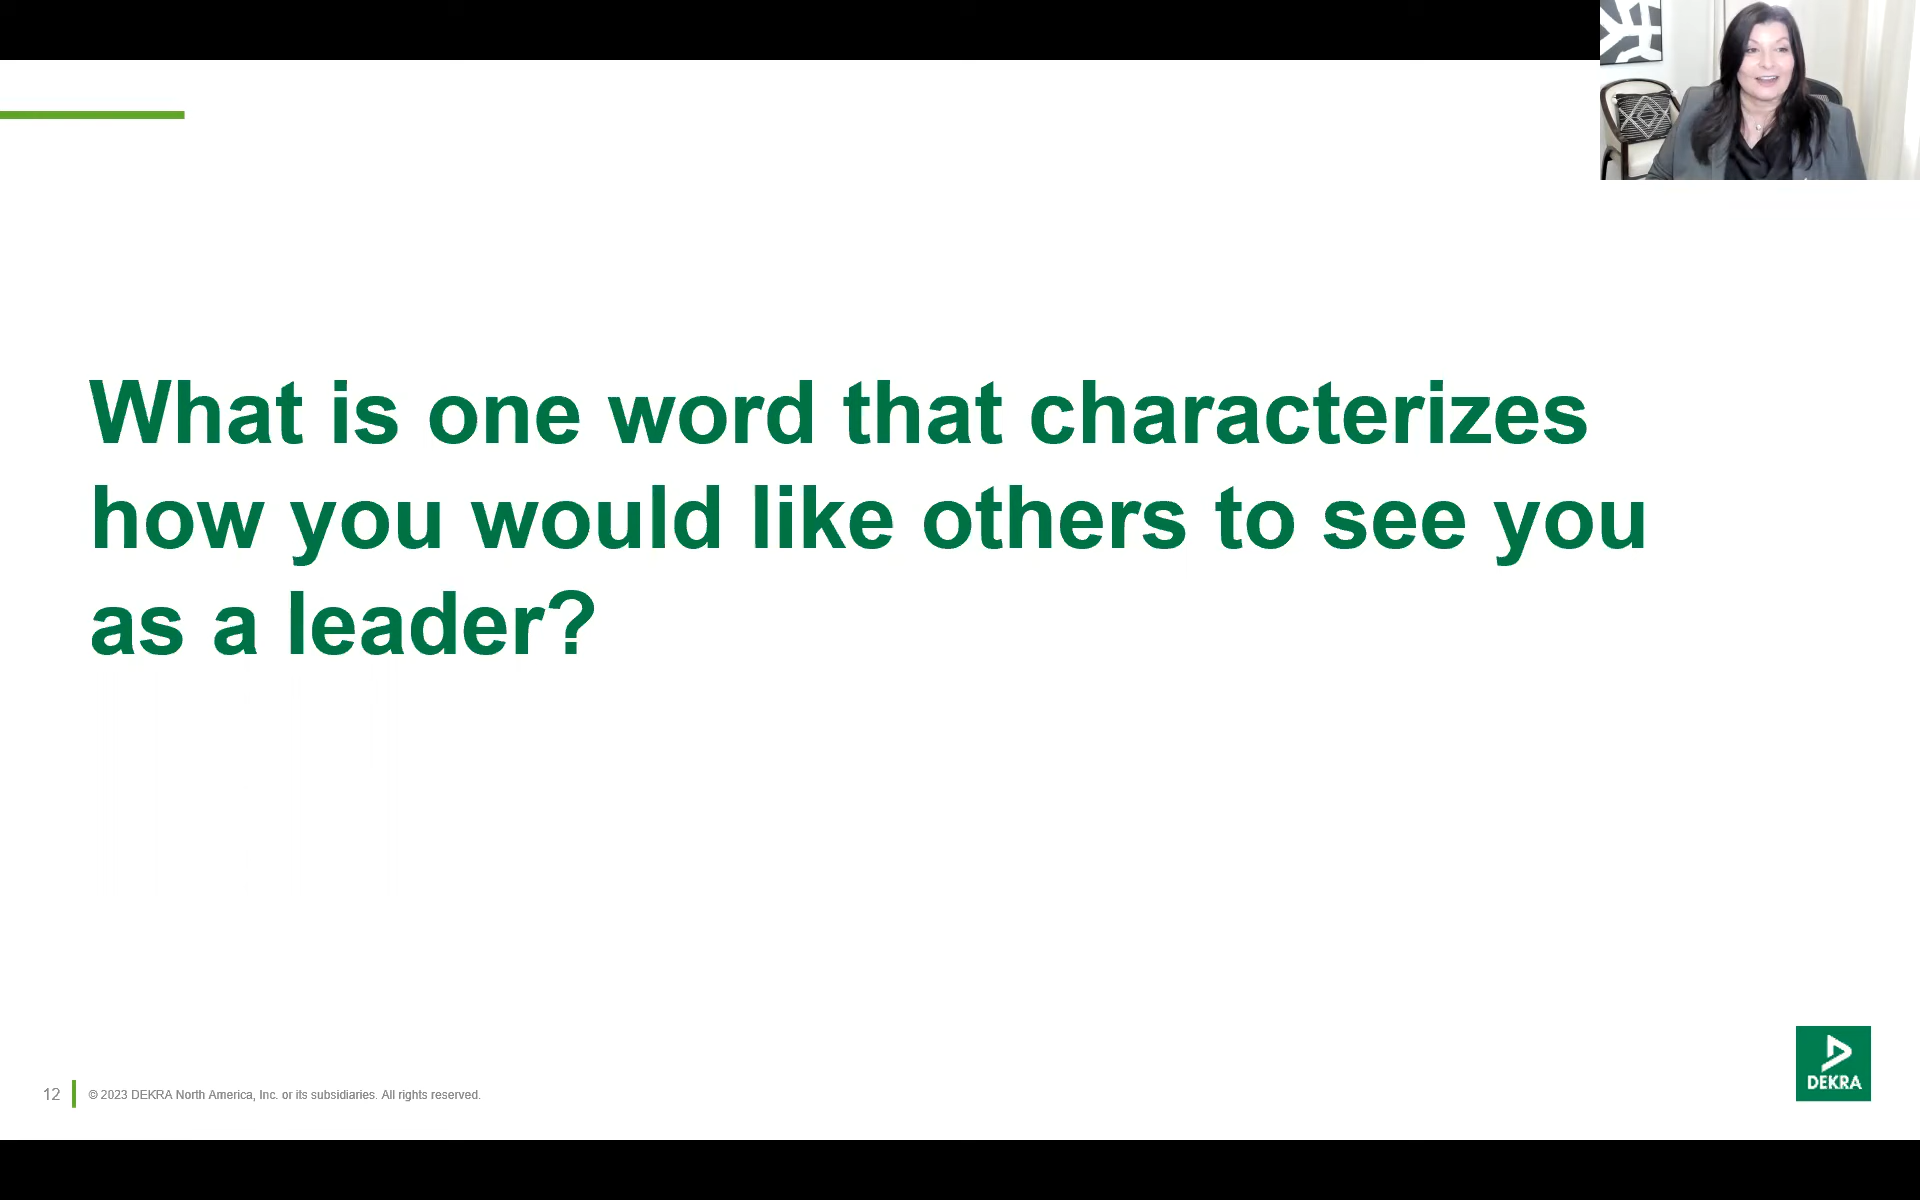 What is one word that characterizes
how you would like others to see you
as a leader?
DEKRA
12
© 2023 DEKRA North America, Inc. or its subsidiaries. All rights reserved.